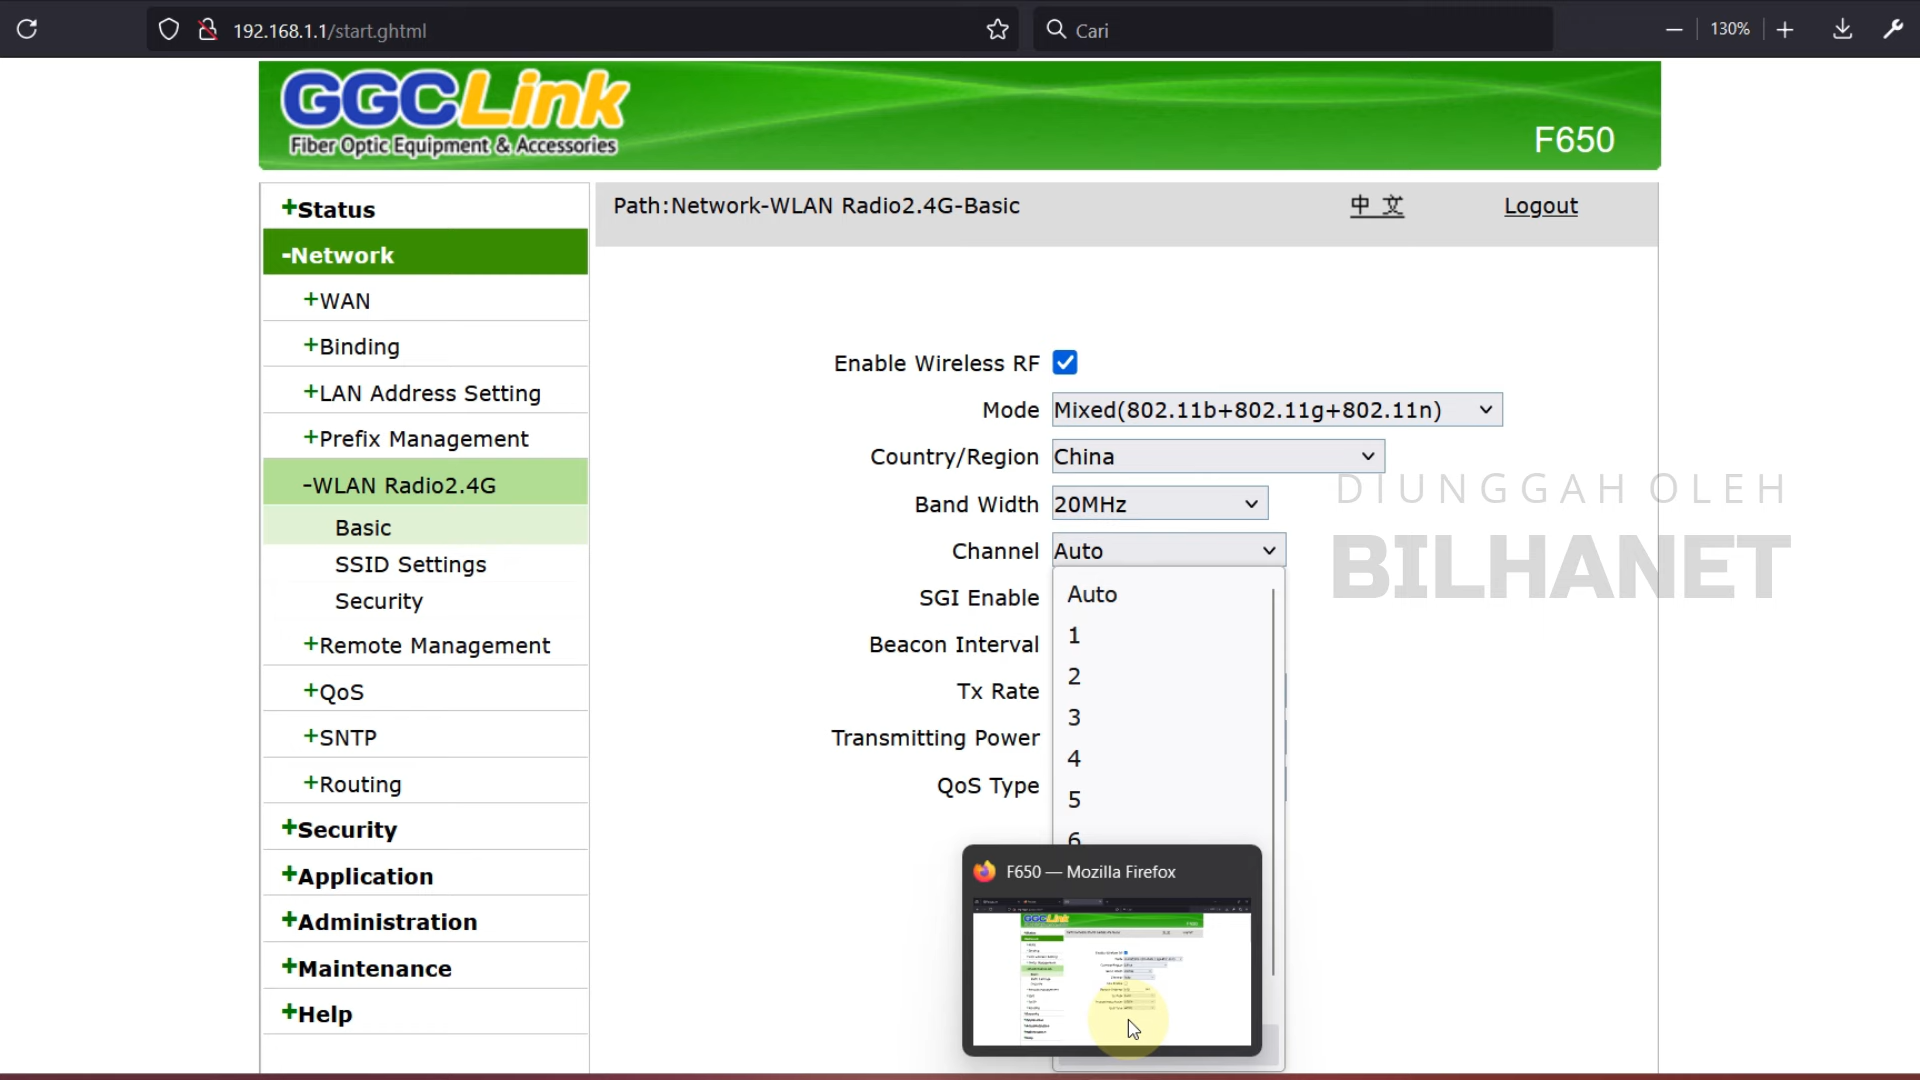 192.168.1.1/start.ghtml
Cari
130%
GGCLink
Fiber Optic Equipment & Accessories
F650
+Status
-Network
+WAN
+Binding
+LAN Address Setting
+Prefix Management
-WLAN Radio2.4G
Basic
SSID Settings
Security
+Remote Management
+QoS
+SNTP
+Routing
+Security
+Application
+Administration
+Maintenance
+Help
Path:Network-WLAN Radio2.4G-Basic
中 文
Logout
Enable Wireless RF
Mode Mixed(802.11b+802.11g+802.11n)
Country/Region China
Band Width 20MHz
Channel Auto
SGI Enable
Beacon Interval
Tx Rate
Transmitting Power
QoS Type
Auto
1
2
3
4
5
6
DIUNGGAH OLEH
BILHANET
F650 — Mozilla Firefox
GGCLink